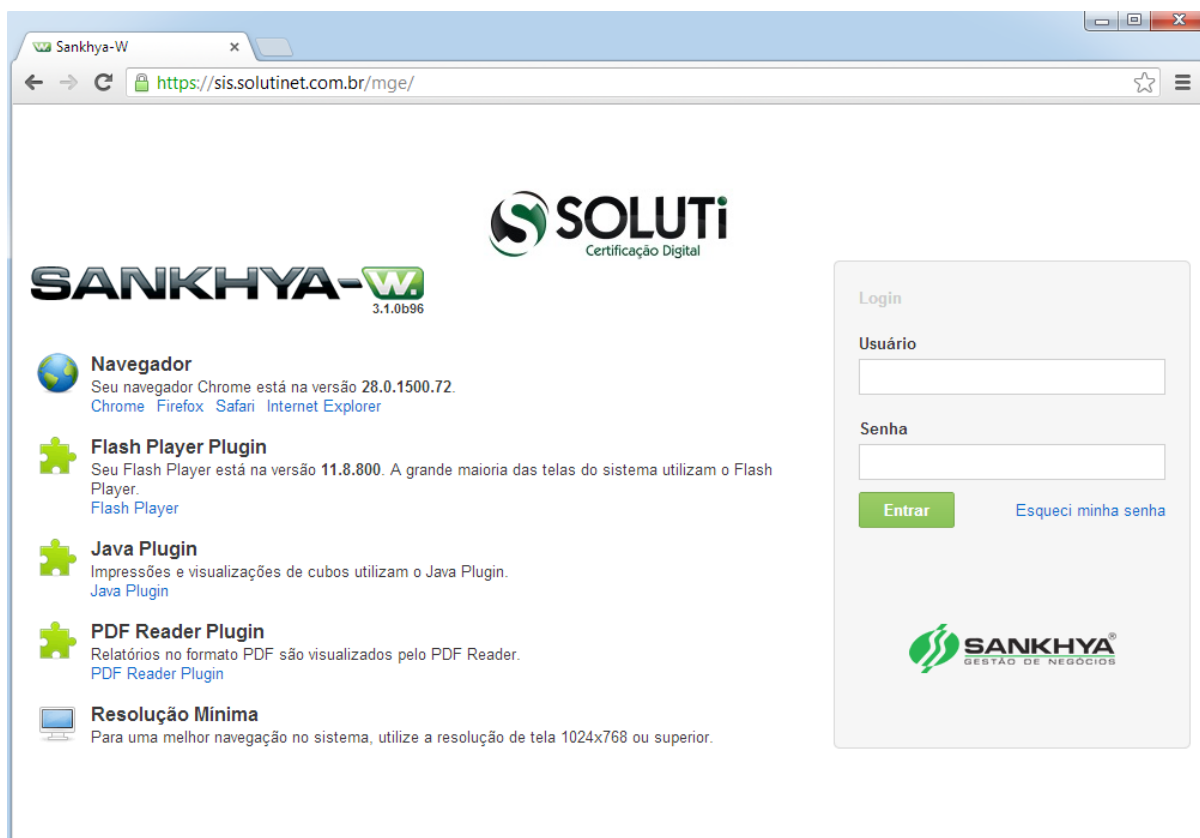 Sankhya-W
https://sis.solutinet.com.br/mge/
SOLUTi
Certificação Digital
SANKHYA-W.
3.1.0b96
Navegador
Seu navegador Chrome está na versão 28.0.1500.72.
Chrome Firefox Safari Internet Explorer
Flash Player Plugin
Seu Flash Player está na versão 11.8.800. A grande maioria das telas do sistema utilizam o Flash
Player.
Flash Player
Java Plugin
Impressões e visualizações de cubos utilizam o Java Plugin.
Java Plugin
PDF Reader Plugin
Relatórios no formato PDF são visualizados pelo PDF Reader.
PDF Reader Plugin
Resolução Mínima
Para uma melhor navegação no sistema, utilize a resolução de tela 1024x768 ou superior.
Login
Usuário
Senha
Entrar Esqueci minha senha
SANKHYA®
GESTÃO DE NEGÓCIOS